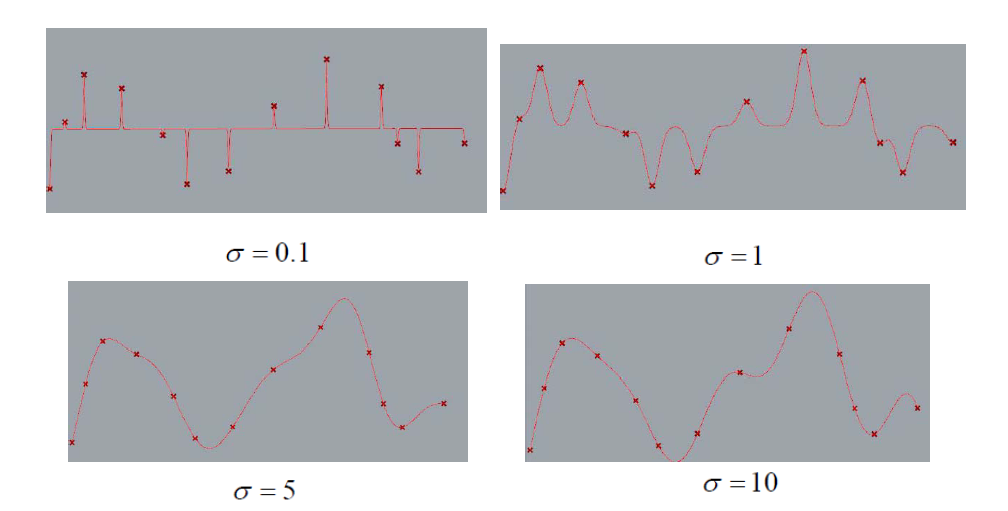 σ = 0.1
σ = 1
σ = 5
σ = 10